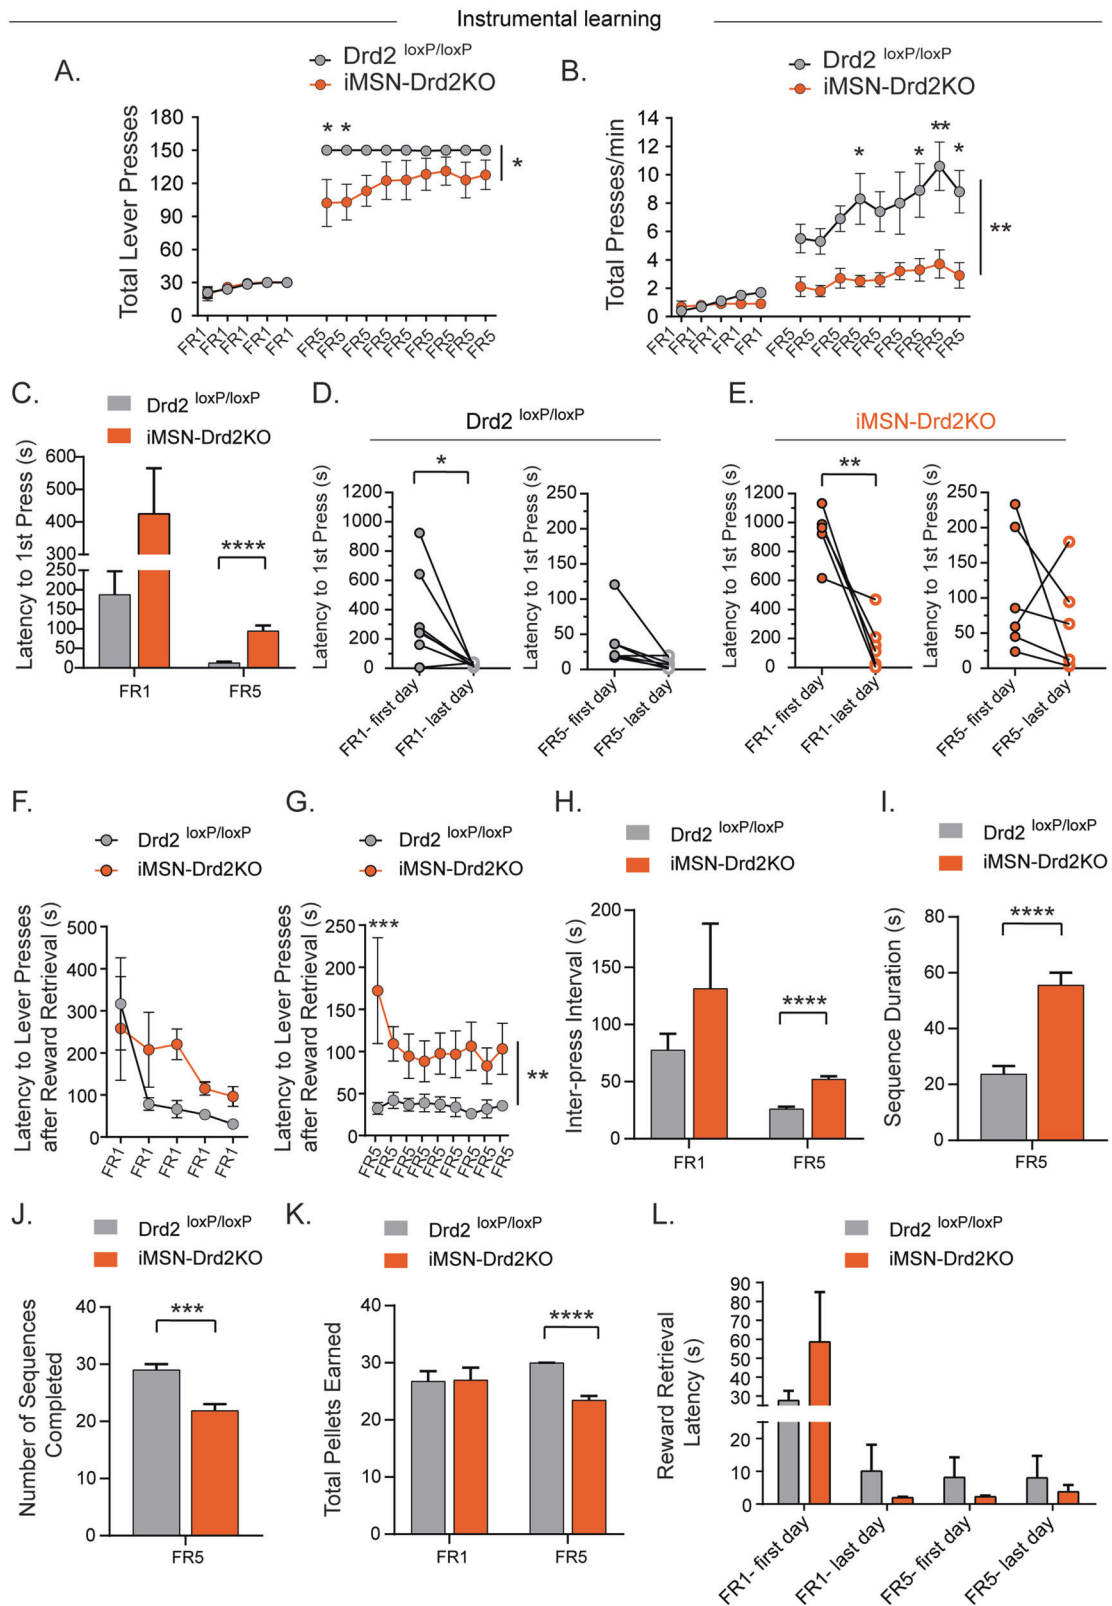 Instrumental learning
A.
Drd2 loxP/loxP
iMSN-Drd2KO
Total Lever Presses
180
150
120
90
60
30
0
* *
*
FR1 FR1 FR1 FR1 FR1 FR5 FR5 FR5 FR5 FR5 FR5 FR5 FR5 FR5
B.
Drd2 loxP/loxP
iMSN-Drd2KO
Total Presses/min
14
12
10
8
6
4
2
0
* * ** *
**
FR1 FR1 FR1 FR1 FR1 FR5 FR5 FR5 FR5 FR5 FR5 FR5 FR5 FR5
C.
Drd2 loxP/loxP
iMSN-Drd2KO
Latency to 1st Press (s)
600
500
400
300
250
200
150
100
50
0
****
FR1 FR5
D.
Drd2 loxP/loxP
*
Latency to 1st Press (s)
1200
1000
800
600
400
200
0
FR1- first day
FR1- last day
Latency to 1st Press (s)
250
200
150
100
50
0
FR5- first day
FR5- last day
E.
iMSN-Drd2KO
**
Latency to 1st Press (s)
1200
1000
800
600
400
200
0
FR1- first day
FR1- last day
Latency to 1st Press (s)
250
200
150
100
50
0
FR5- first day
FR5- last day
F.
Drd2 loxP/loxP
iMSN-Drd2KO
Latency to Lever Presses
after Reward Retrieval (s)
500
400
300
200
100
0
FR1 FR1 FR1 FR1 FR1
G.
Drd2 loxP/loxP
iMSN-Drd2KO
Latency to Lever Presses
after Reward Retrieval (s)
250
200
150
100
50
0
***
**
FR5 FR5 FR5 FR5 FR5 FR5 FR5 FR5 FR5
H.
Drd2 loxP/loxP
iMSN-Drd2KO
Inter-press Interval (s)
200
150
100
50
0
****
FR1 FR5
I.
Drd2 loxP/loxP
iMSN-Drd2KO
Sequence Duration (s)
80
60
40
20
0
****
FR5
J.
Drd2 loxP/loxP
iMSN-Drd2KO
Number of Sequences
Completed
40
30
20
10
0
***
FR5
K.
Drd2 loxP/loxP
iMSN-Drd2KO
Total Pellets Earned
40
30
20
10
0
****
FR1 FR5
L.
Drd2 loxP/loxP
iMSN-Drd2KO
Reward Retrieval
Latency (s)
90
80
70
60
50
40
30
20
10
0
FR1- first day
FR1- last day
FR5- first day
FR5- last day